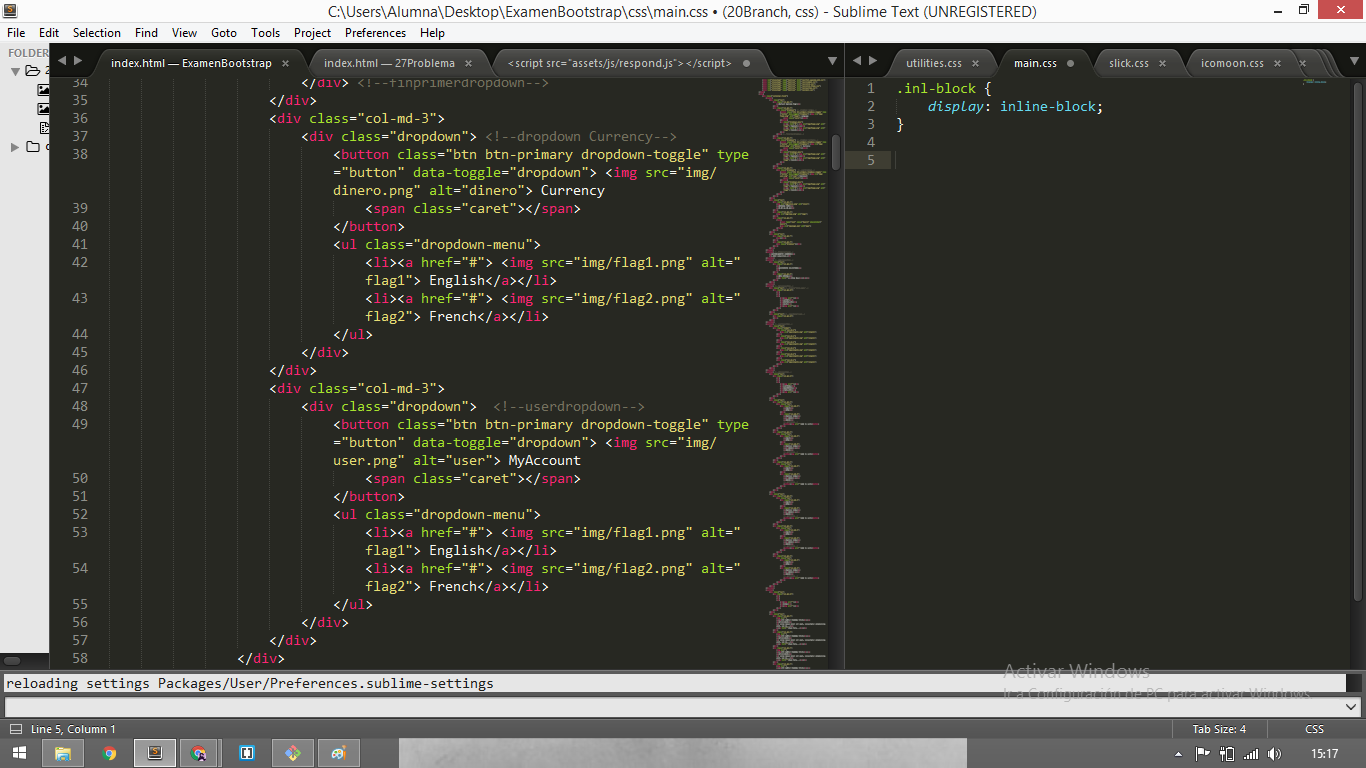 C:\Users\Alumna\Desktop\ExamenBootstrap\css\main.css • (20Branch, css) - Sublime Text (UNREGISTERED)
File Edit Selection Find View Goto Tools Project Preferences Help
FOLDER
index.html — ExamenBootstrap × index.html — 27Problema × <script src="assets/js/respond.js"></script>
utilities.css × main.css slick.css × icomoon.css ×
34 </div> <!--finprimerdropdown-->
35 </div>
36 <div class="col-md-3">
37 <div class="dropdown"> <!--dropdown Currency-->
38 <button class="btn btn-primary dropdown-toggle" type
="button" data-toggle="dropdown"> <img src="img/
dinero.png" alt="dinero"> Currency
39 <span class="caret"></span>
40 </button>
41 <ul class="dropdown-menu">
42 <li><a href="#"> <img src="img/flag1.png" alt="
flag1"> English</a></li>
43 <li><a href="#"> <img src="img/flag2.png" alt="
flag2"> French</a></li>
44 </ul>
45 </div>
46 </div>
47 <div class="col-md-3">
48 <div class="dropdown"> <!--userdropdown-->
49 <button class="btn btn-primary dropdown-toggle" type
="button" data-toggle="dropdown"> <img src="img/
user.png" alt="user"> MyAccount
50 <span class="caret"></span>
51 </button>
52 <ul class="dropdown-menu">
53 <li><a href="#"> <img src="img/flag1.png" alt="
flag1"> English</a></li>
54 <li><a href="#"> <img src="img/flag2.png" alt="
flag2"> French</a></li>
55 </ul>
56 </div>
57 </div>
58 </div>
1 .inl-block {
2 display: inline-block;
3 }
4
5
Activar Windows
Ir a Configuración de PC para activar Windows.
reloading settings Packages/User/Preferences.sublime-settings
Line 5, Column 1 Tab Size: 4 CSS
15:17